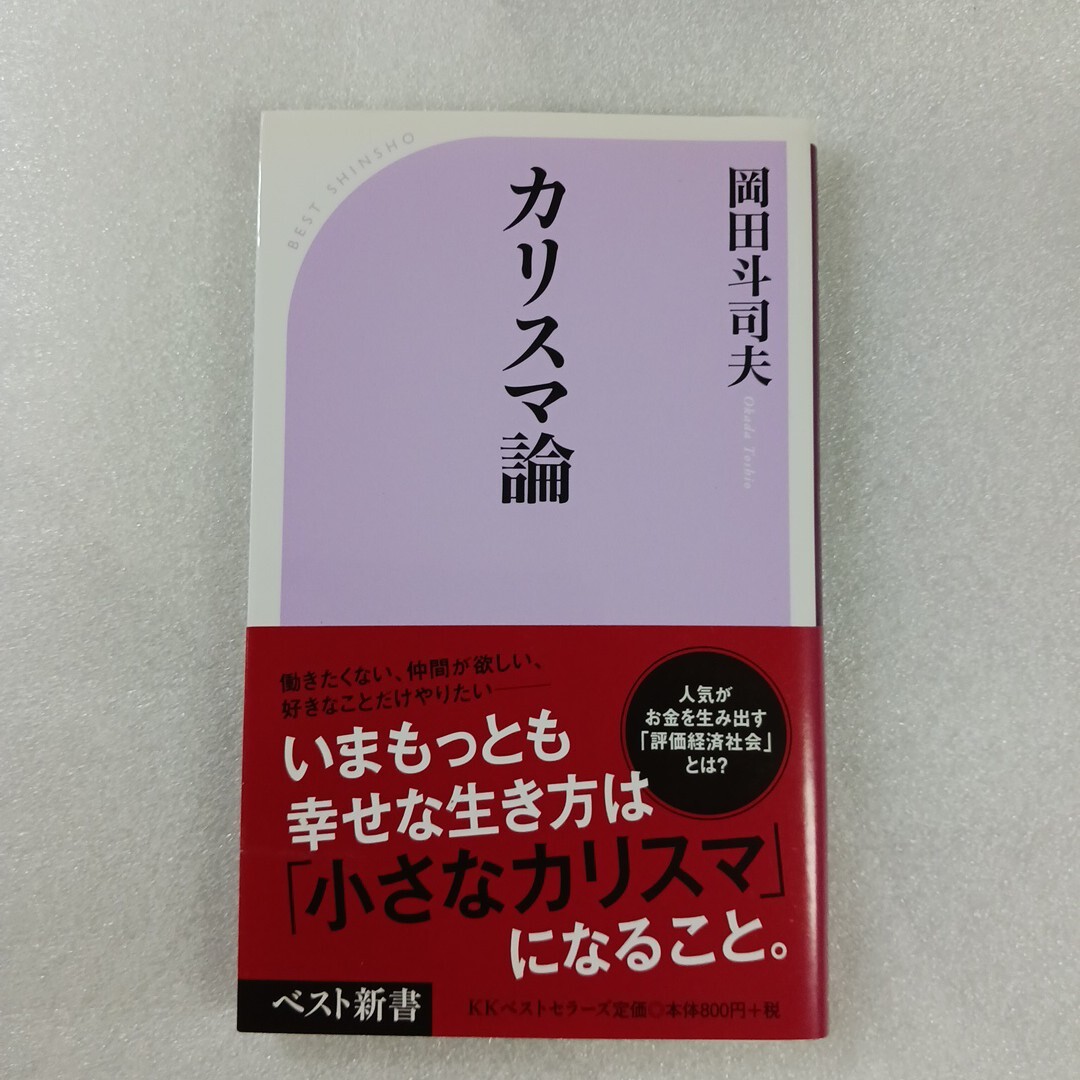 BEST SHINSHO
カリスマ論
岡田斗司夫
Okada Toshio
働きたくない、仲間が欲しい、
好きなことだけやりたい――
いまもっとも
幸せな生き方は
「小さなカリスマ」
になること。
人気が
お金を生み出す
「評価経済社会」
とは?
ベスト新書
KKベストセラーズ定価◎本体800円+税